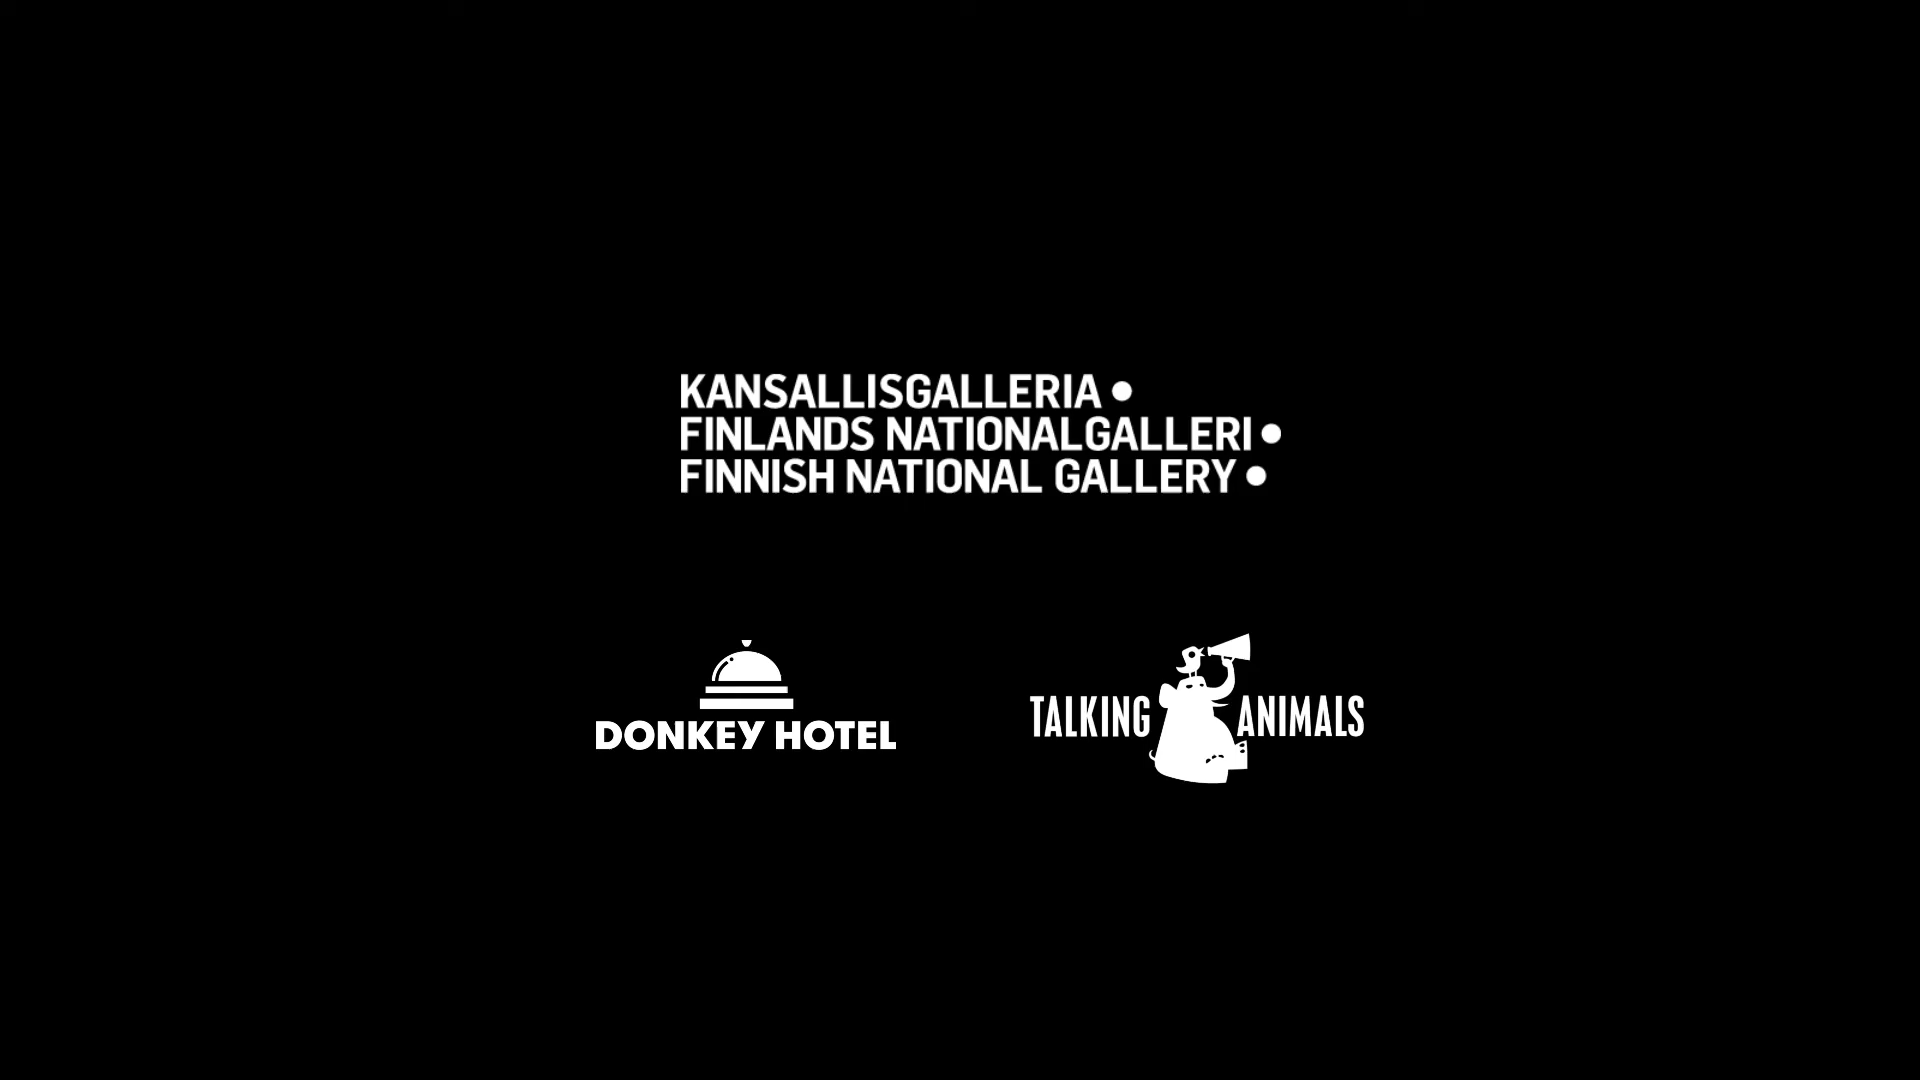 KANSALLISGALLERIA •
FINLANDS NATIONALGALLERI •
FINNISH NATIONAL GALLERY •
DONKEY HOTEL
TALKING ANIMALS